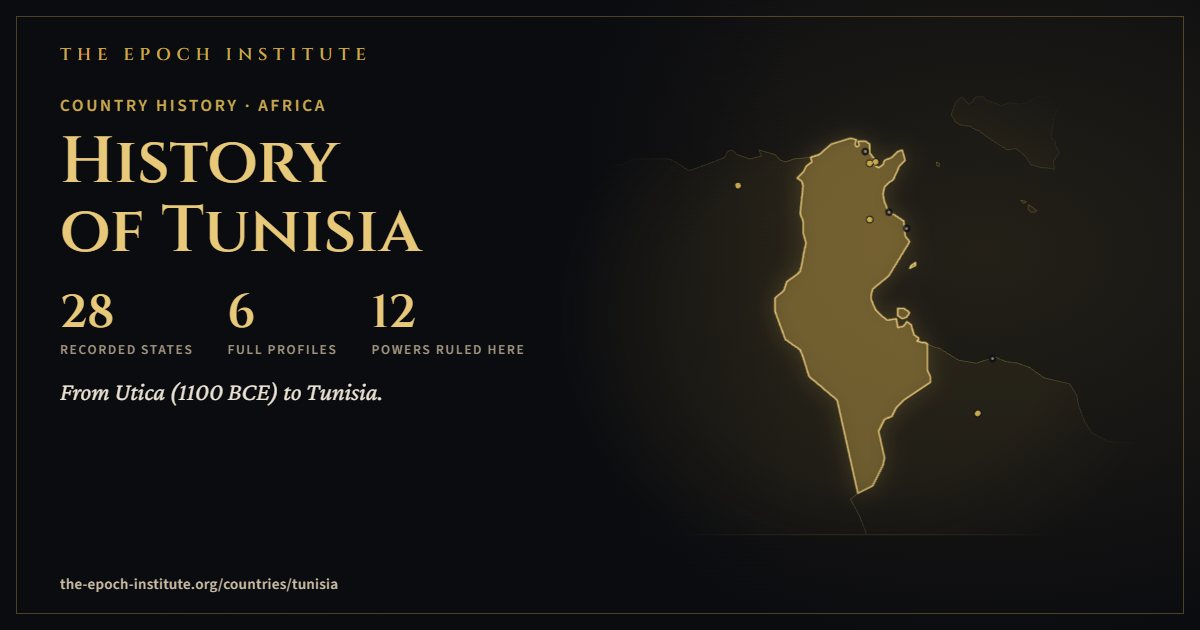 THE EPOCH INSTITUTE
COUNTRY HISTORY · AFRICA
HISTORY
OF TUNISIA
28 6 12
RECORDED STATES FULL PROFILES POWERS RULED HERE
From Utica (1100 BCE) to Tunisia.
the-epoch-institute.org/countries/tunisia